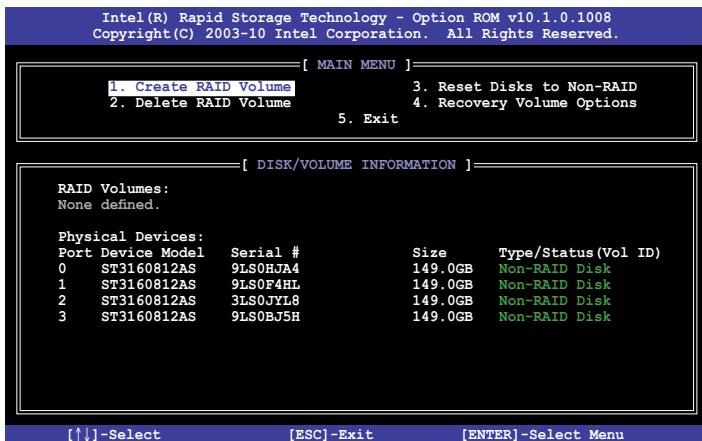 Intel(R) Rapid Storage Technology - Option ROM v10.1.0.1008
Copyright(C) 2003-10 Intel Corporation. All Rights Reserved.
[ MAIN MENU ]
1. Create RAID Volume 3. Reset Disks to Non-RAID
2. Delete RAID Volume 4. Recovery Volume Options
5. Exit
[ DISK/VOLUME INFORMATION ]
RAID Volumes:
None defined.
Physical Devices:
Port Device Model Serial # Size Type/Status(Vol ID)
0 ST3160812AS 9LS0HJA4 149.0GB Non-RAID Disk
1 ST3160812AS 9LS0F4HL 149.0GB Non-RAID Disk
2 ST3160812AS 3LS0JYL8 149.0GB Non-RAID Disk
3 ST3160812AS 9LS0BJ5H 149.0GB Non-RAID Disk
[↑↓]-Select [ESC]-Exit [ENTER]-Select Menu